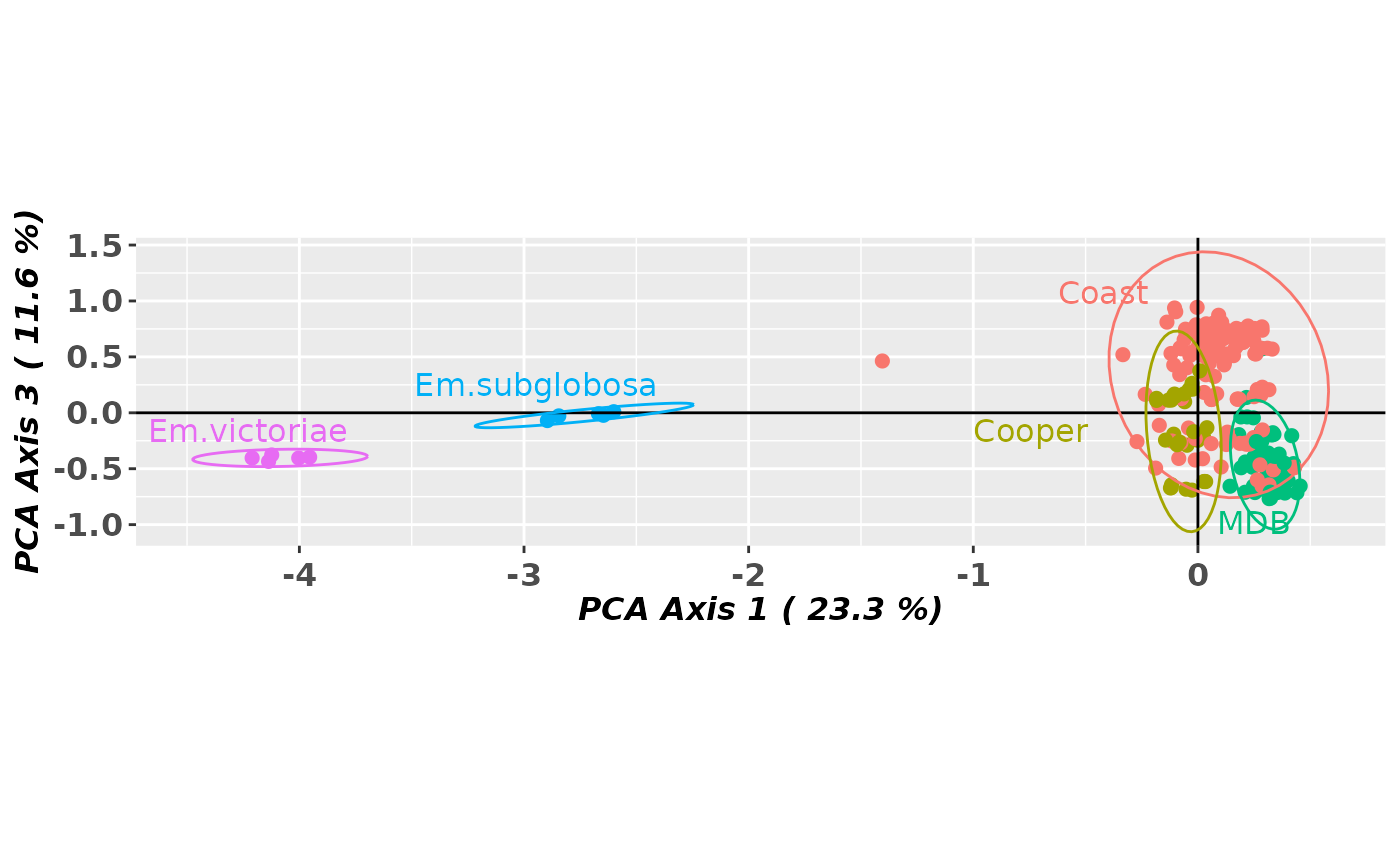 PCA Axis 3 ( 11.6 %)
1.5
1.0
0.5
0.0
-0.5
-1.0
Coast
Em.subglobosa
Em.victoriae
Cooper
MDB
-4
-3
-2
-1
0
PCA Axis 1 ( 23.3 %)